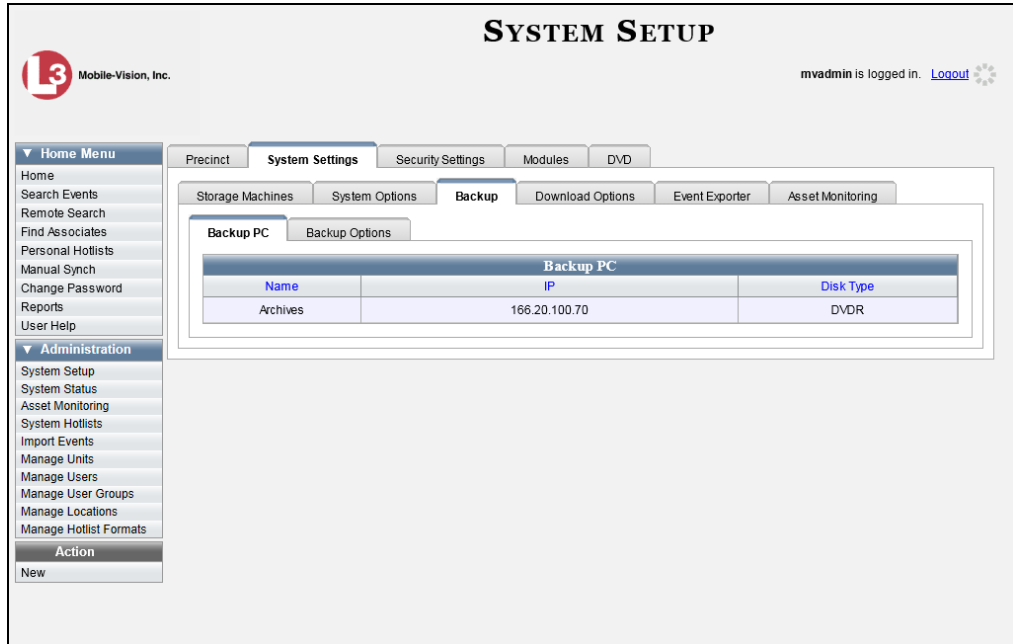 SYSTEM SETUP
L3 Mobile-Vision, Inc.
mvadmin is logged in. Logout
▼ Home Menu
Home
Search Events
Remote Search
Find Associates
Personal Hotlists
Manual Synch
Change Password
Reports
User Help
▼ Administration
System Setup
System Status
Asset Monitoring
System Hotlists
Import Events
Manage Units
Manage Users
Manage User Groups
Manage Locations
Manage Hotlist Formats
Action
New
Precinct System Settings Security Settings Modules DVD
Storage Machines System Options Backup Download Options Event Exporter Asset Monitoring
Backup PC Backup Options
Backup PC
Name IP Disk Type
Archives 166.20.100.70 DVDR